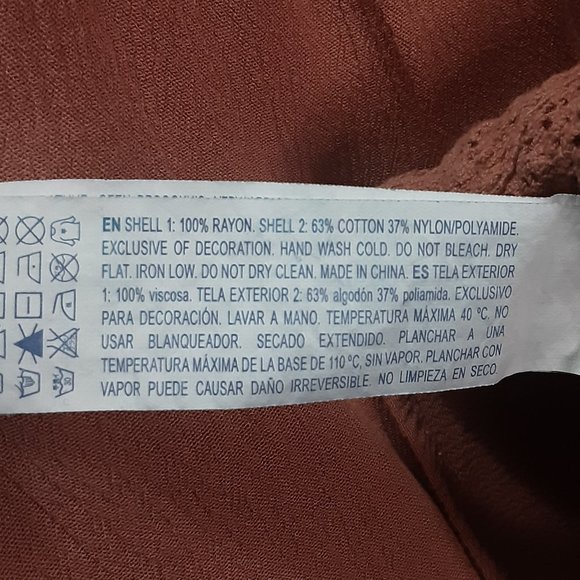 EN SHELL 1: 100% RAYON. SHELL 2: 63% COTTON 37% NYLON/POLYAMIDE.
EXCLUSIVE OF DECORATION. HAND WASH COLD. DO NOT BLEACH. DRY
FLAT. IRON LOW. DO NOT DRY CLEAN. MADE IN CHINA. ES TELA EXTERIOR
1: 100% viscosa. TELA EXTERIOR 2: 63% algodón 37% poliamida. EXCLUSIVO
PARA DECORACIÓN. LAVAR A MANO. TEMPERATURA MÁXIMA 40 ºC. NO
USAR BLANQUEADOR. SECADO EXTENDIDO. PLANCHAR A UNA
TEMPERATURA MÁXIMA DE LA BASE DE 110 ºC, SIN VAPOR. PLANCHAR CON
VAPOR PUEDE CAUSAR DAÑO IRREVERSIBLE. NO LIMPIEZA EN SECO.